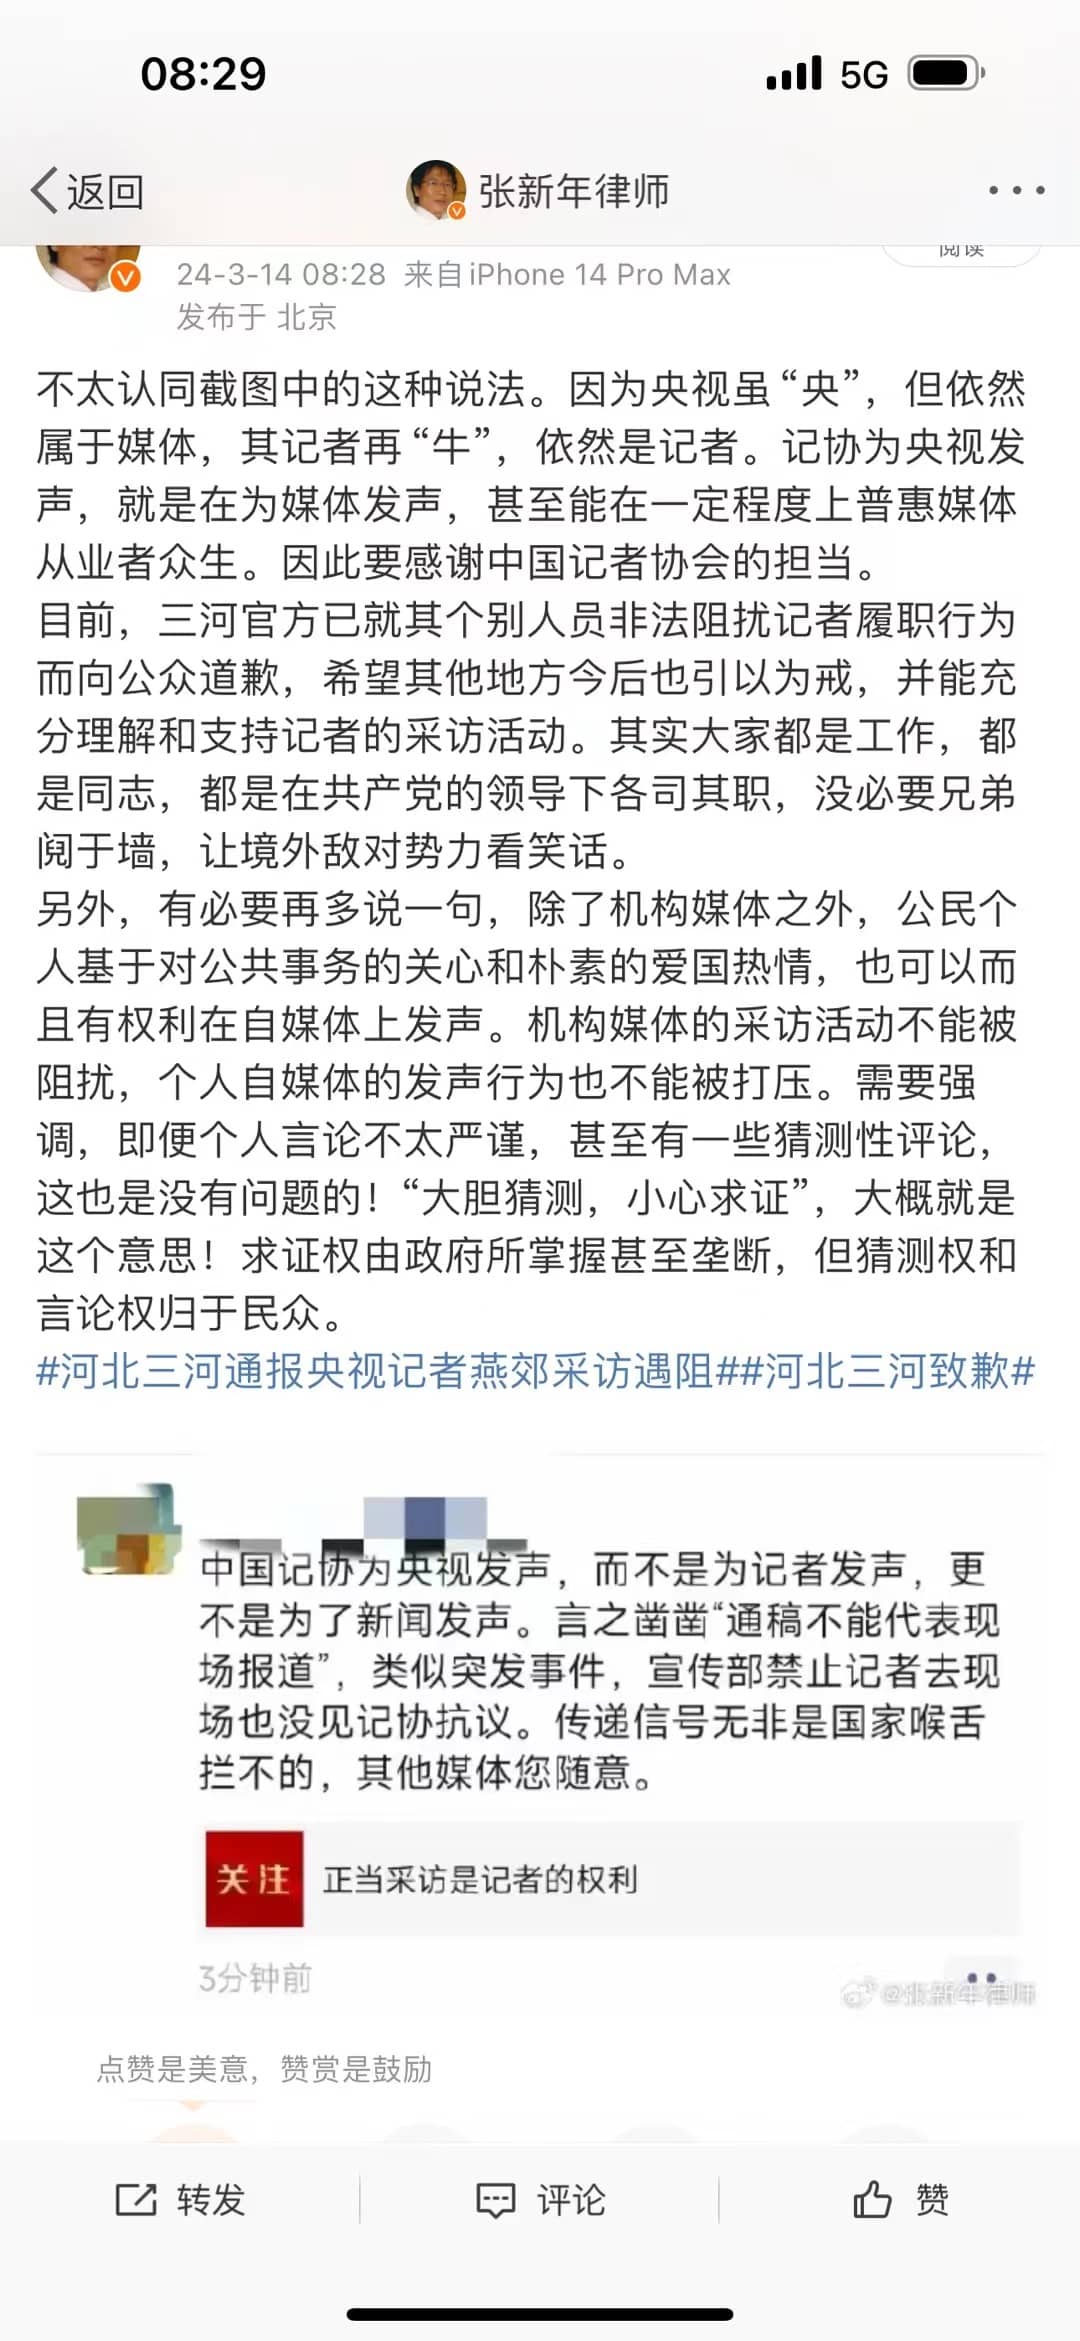 08:29
5G
返回
张新年律师
阅读
24-3-14 08:28 来自iPhone 14 Pro Max
发布于 北京
不太认同截图中的这种说法。因为央视虽“央”，但依然
属于媒体，其记者再“牛”，依然是记者。记协为央视发
声，就是在为媒体发声，甚至能在一定程度上普惠媒体
从业者众生。因此要感谢中国记者协会的担当。
目前，三河官方已就其个别人员非法阻扰记者履职行为
而向公众道歉，希望其他地方今后也引以为戒，并能充
分理解和支持记者的采访活动。其实大家都是工作，都
是同志，都是在共产党的领导下各司其职，没必要兄弟
阋于墙，让境外敌对势力看笑话。
另外，有必要再多说一句，除了机构媒体之外，公民个
人基于对公共事务的关心和朴素的爱国热情，也可以而
且有权利在自媒体上发声。机构媒体的采访活动不能被
阻扰，个人自媒体的发声行为也不能被打压。需要强
调，即便个人言论不太严谨，甚至有一些猜测性评论，
这也是没有问题的！“大胆猜测，小心求证”，大概就是
这个意思！求证权由政府所掌握甚至垄断，但猜测权和
言论权归于民众。
#河北三河通报央视记者燕郊采访遇阻##河北三河致歉#
中国记协为央视发声，而不是为记者发声，更
不是为了新闻发声。言之凿凿“通稿不能代表现
场报道”，类似突发事件，宣传部禁止记者去现
场也没见记协抗议。传递信号无非是国家喉舌
拦不的，其他媒体您随意。
关注
正当采访是记者的权利
3分钟前
@张新年律师
点赞是美意，赞赏是鼓励
转发
评论
赞